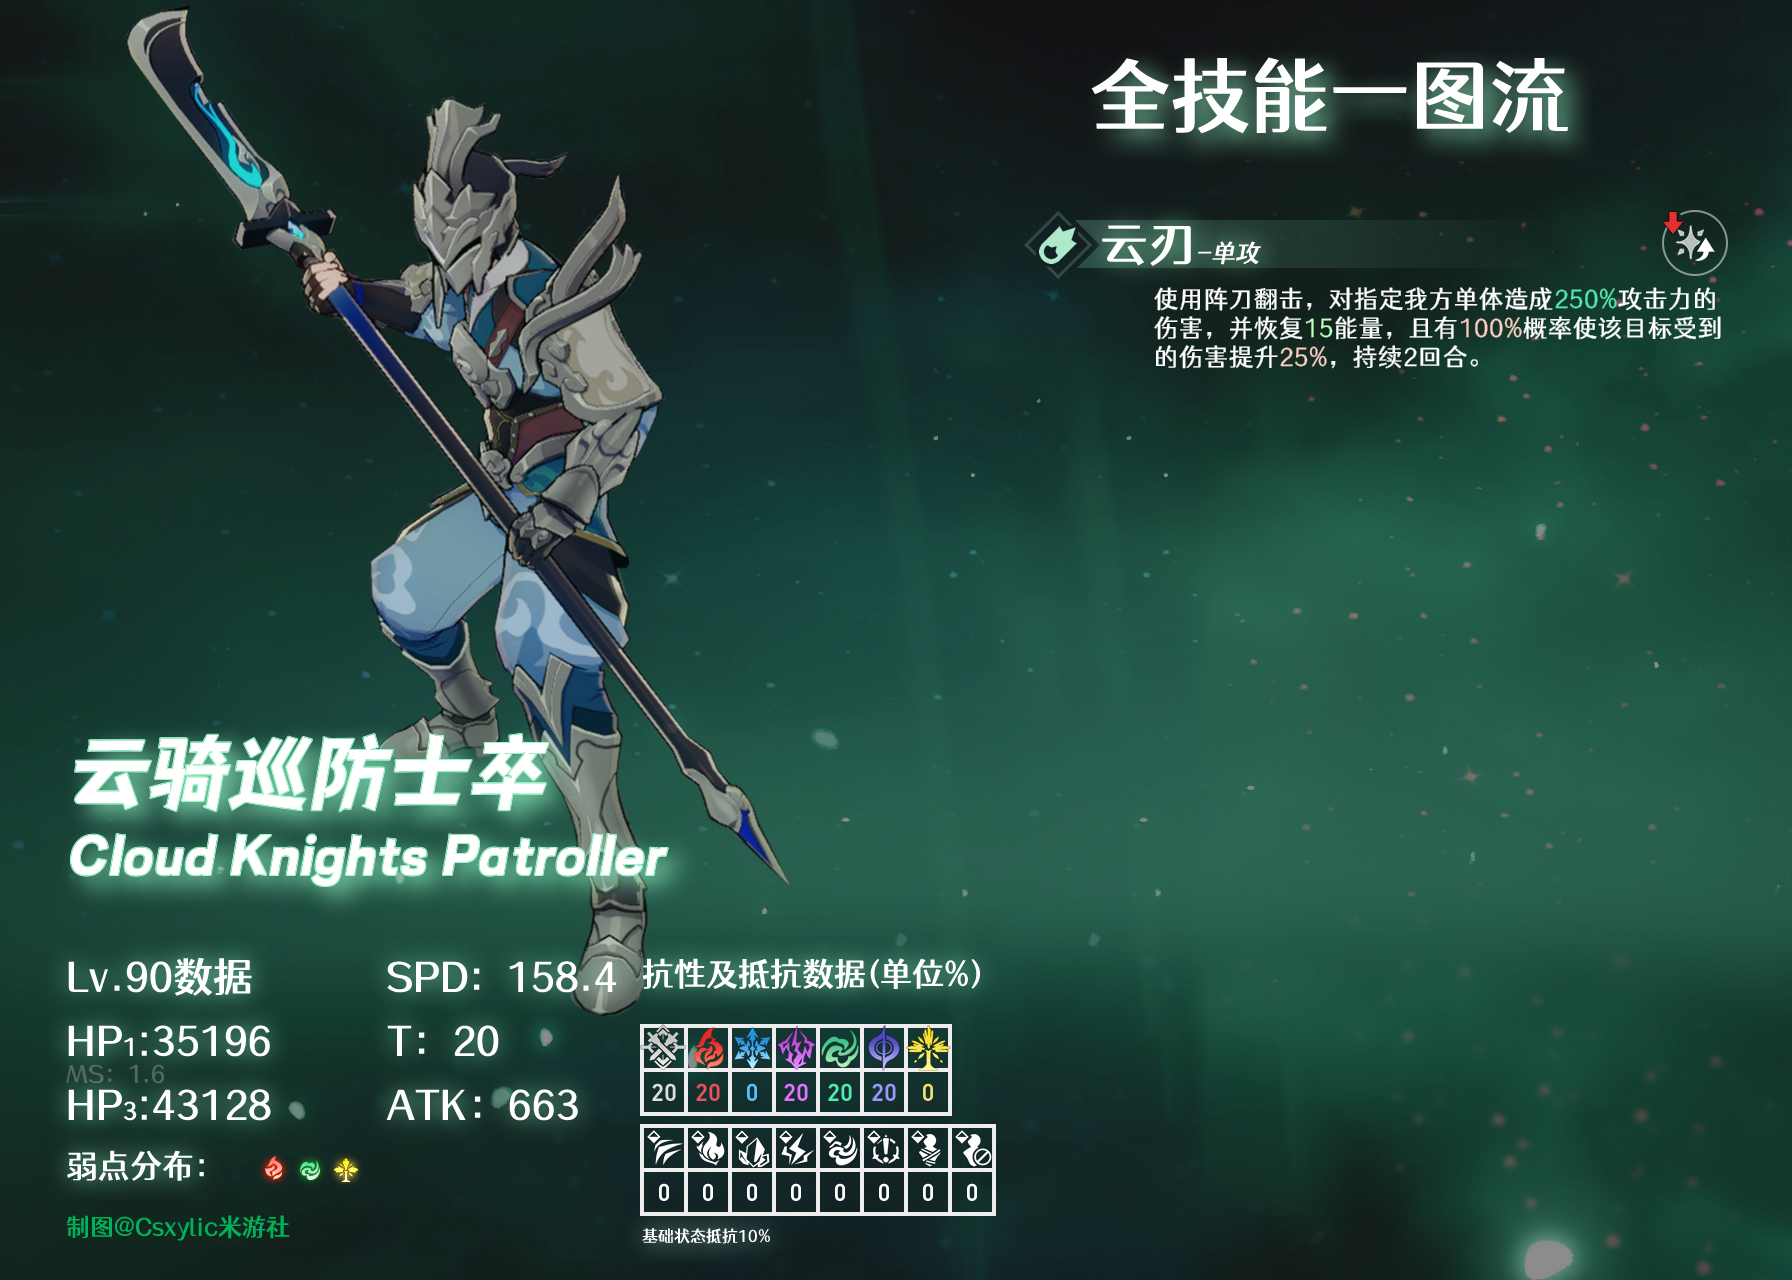 全技能一图流
云刃-单攻
使用阵刀翻击，对指定我方单体造成250%攻击力的
伤害，并恢复15能量，且有100%概率使该目标受到
的伤害提升25%，持续2回合。
云骑巡防士卒
Cloud Knights Patroller
Lv.90数据
SPD：158.4
HP1:35196
T：20
MS：1.6
HP3:43128
ATK：663
弱点分布：
制图@Csxylic米游社
抗性及抵抗数据(单位%)
20 20 0 20 20 20 0
0 0 0 0 0 0 0 0
基础状态抵抗10%